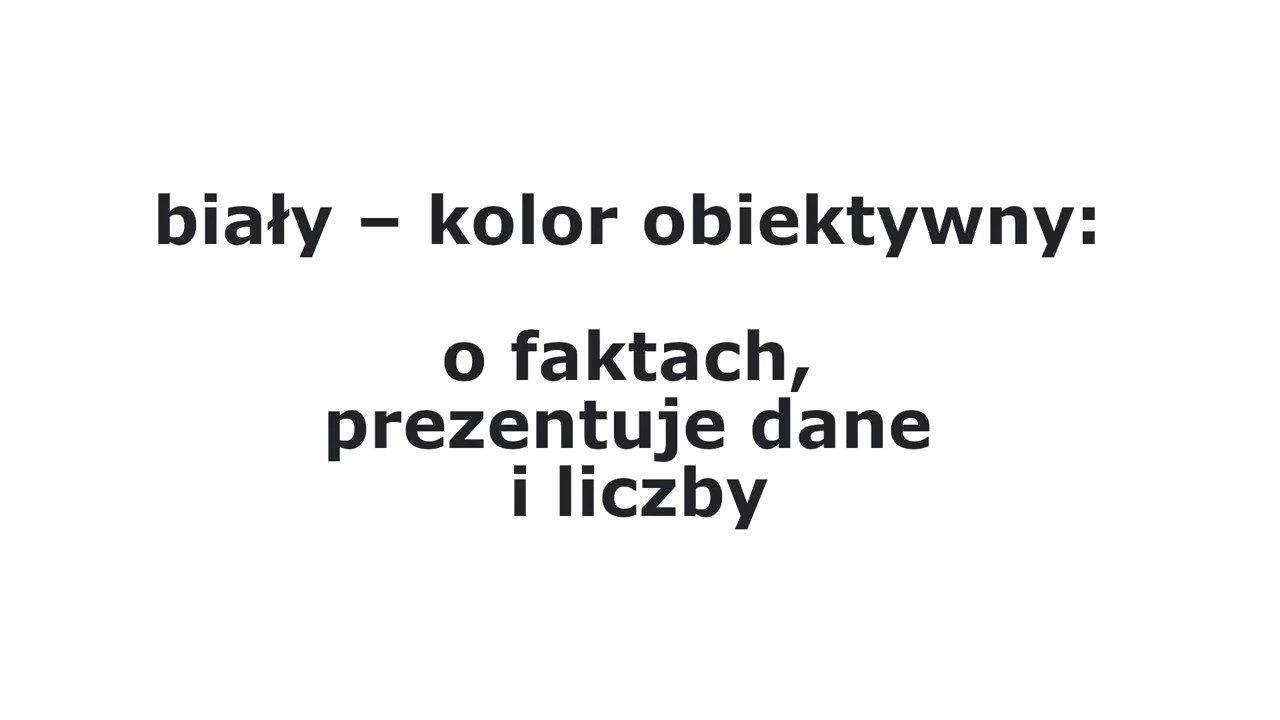 biały – kolor obiektywny:
o faktach,
prezentuje dane
i liczby